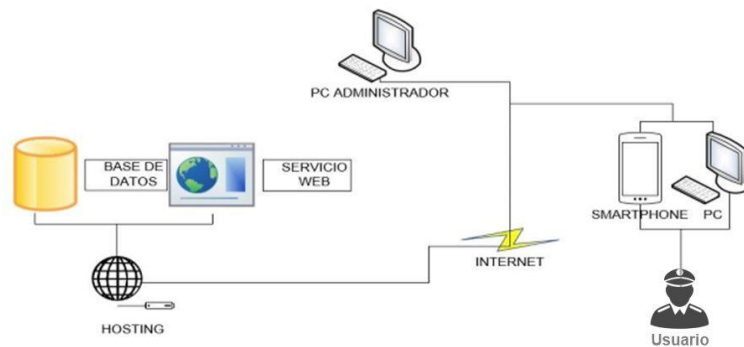 PC ADMINISTRADOR
BASE DE
DATOS
SERVICIO
WEB
SMARTPHONE
PC
INTERNET
HOSTING
Usuario